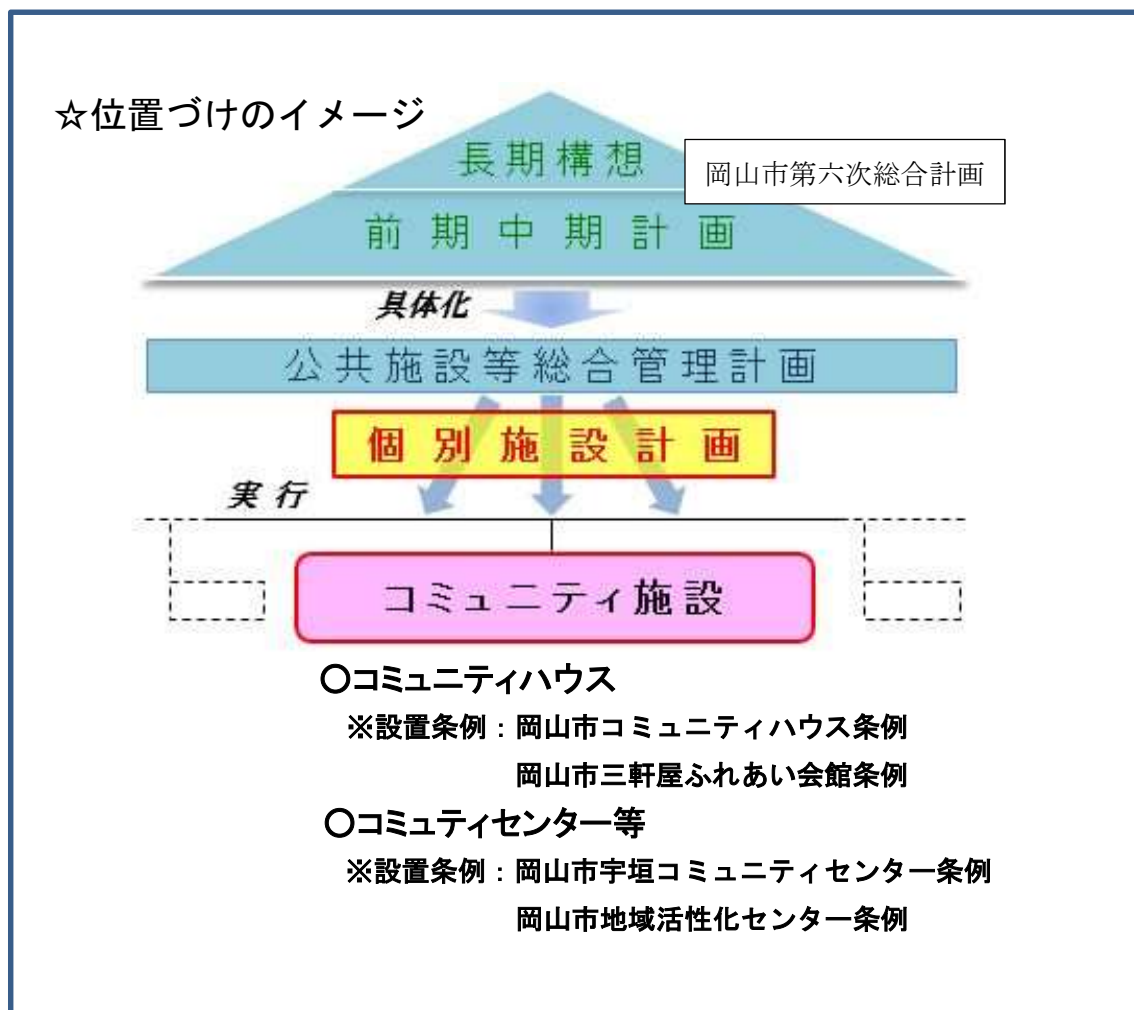 ☆位置づけのイメージ
長期構想
岡山市第六次総合計画
前期中期計画
具体化
公共施設等総合管理計画
個別施設計画
実行
コミュニティ施設
〇コミュニティハウス
※設置条例：岡山市コミュニティハウス条例
岡山市三軒屋ふれあい会館条例
〇コミュティセンター等
※設置条例：岡山市宇垣コミュニティセンター条例
岡山市地域活性化センター条例